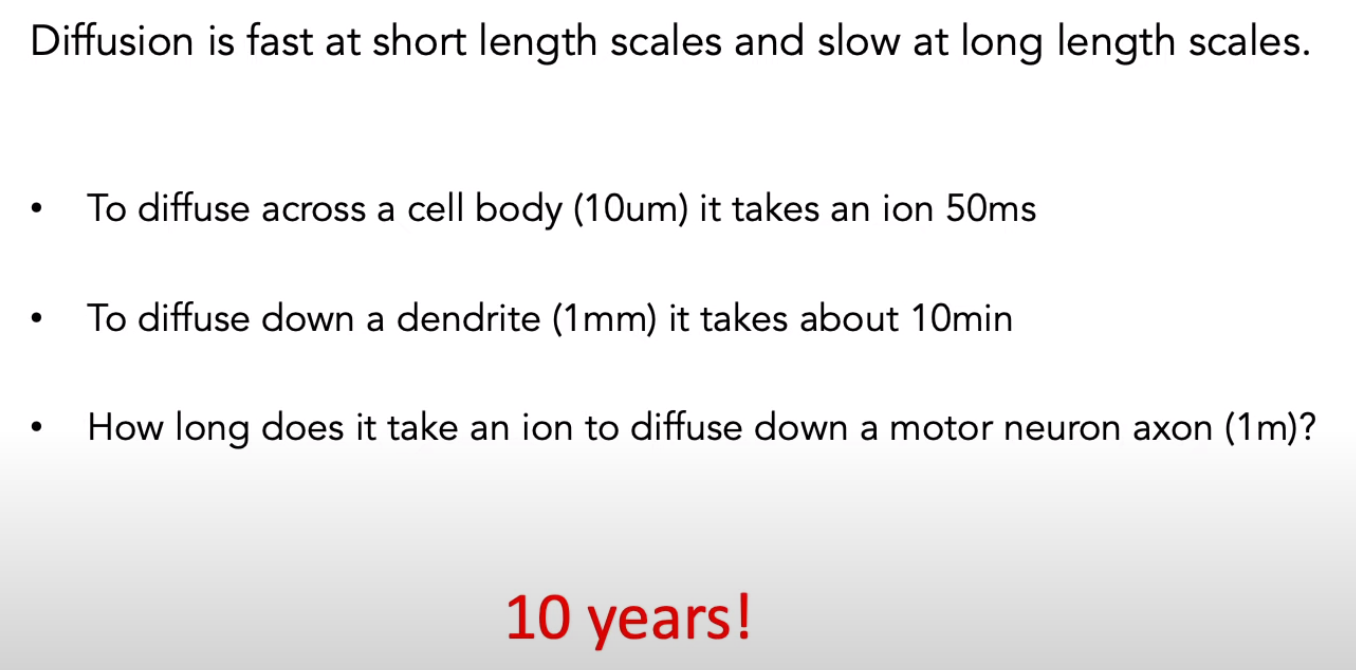 Diffusion is fast at short length scales and slow at long length scales.
• To diffuse across a cell body (10um) it takes an ion 50ms
• To diffuse down a dendrite (1mm) it takes about 10min
• How long does it take an ion to diffuse down a motor neuron axon (1m)?
10 years!